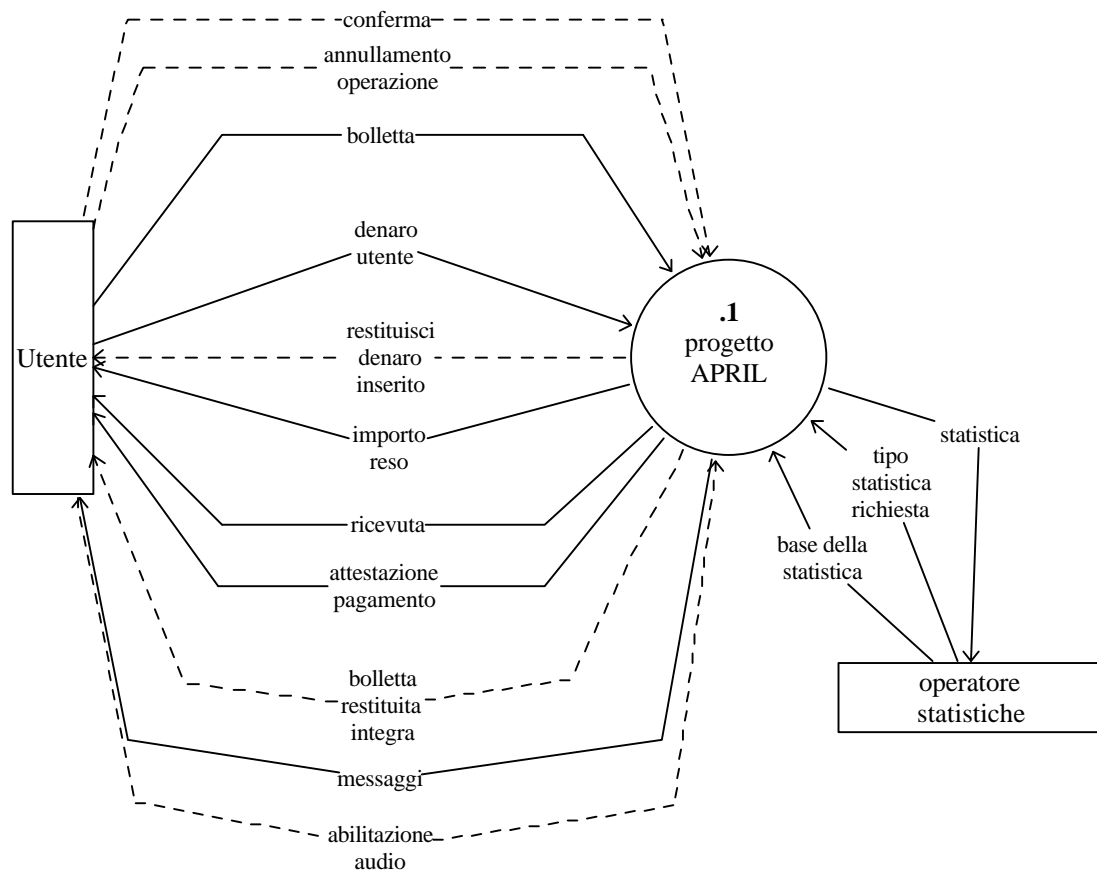 conferma
annullamento
operazione
bolletta
denaro
utente
.1
progetto
APRIL
Utente
restituisci
denaro
inserito
importo
reso
statistica
tipo
statistica
richiesta
ricevuta
base della
statistica
attestazione
pagamento
bolletta
restituita
integra
operatore
statistiche
messaggi
abilitazione
audio